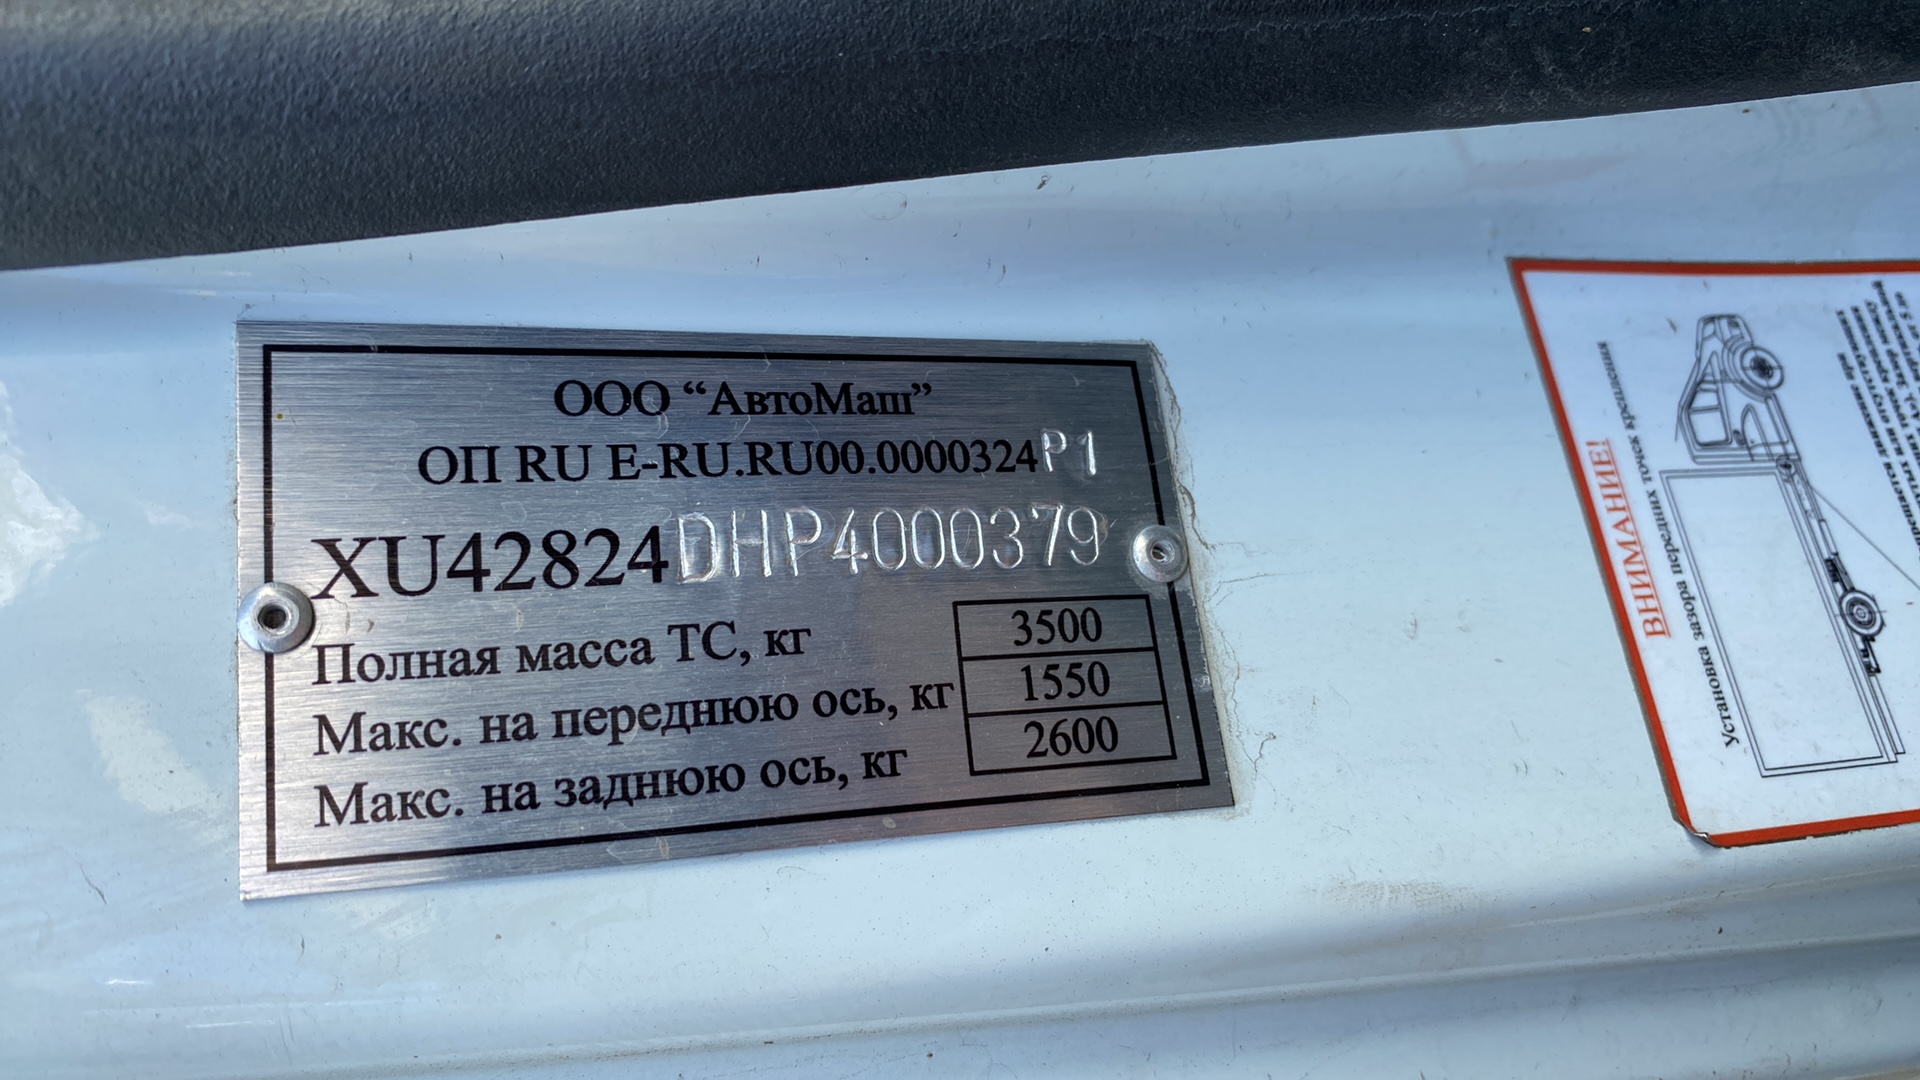 ООО “АвтоМаш”
ОП RU E-RU.RU00.0000324P1
XU42824DHP4000379
Полная масса ТС, кг 3500
Макс. на переднюю ось, кг 1550
Макс. на заднюю ось, кг 2600
ВНИМАНИЕ!
Установка зазора передних точек крепления